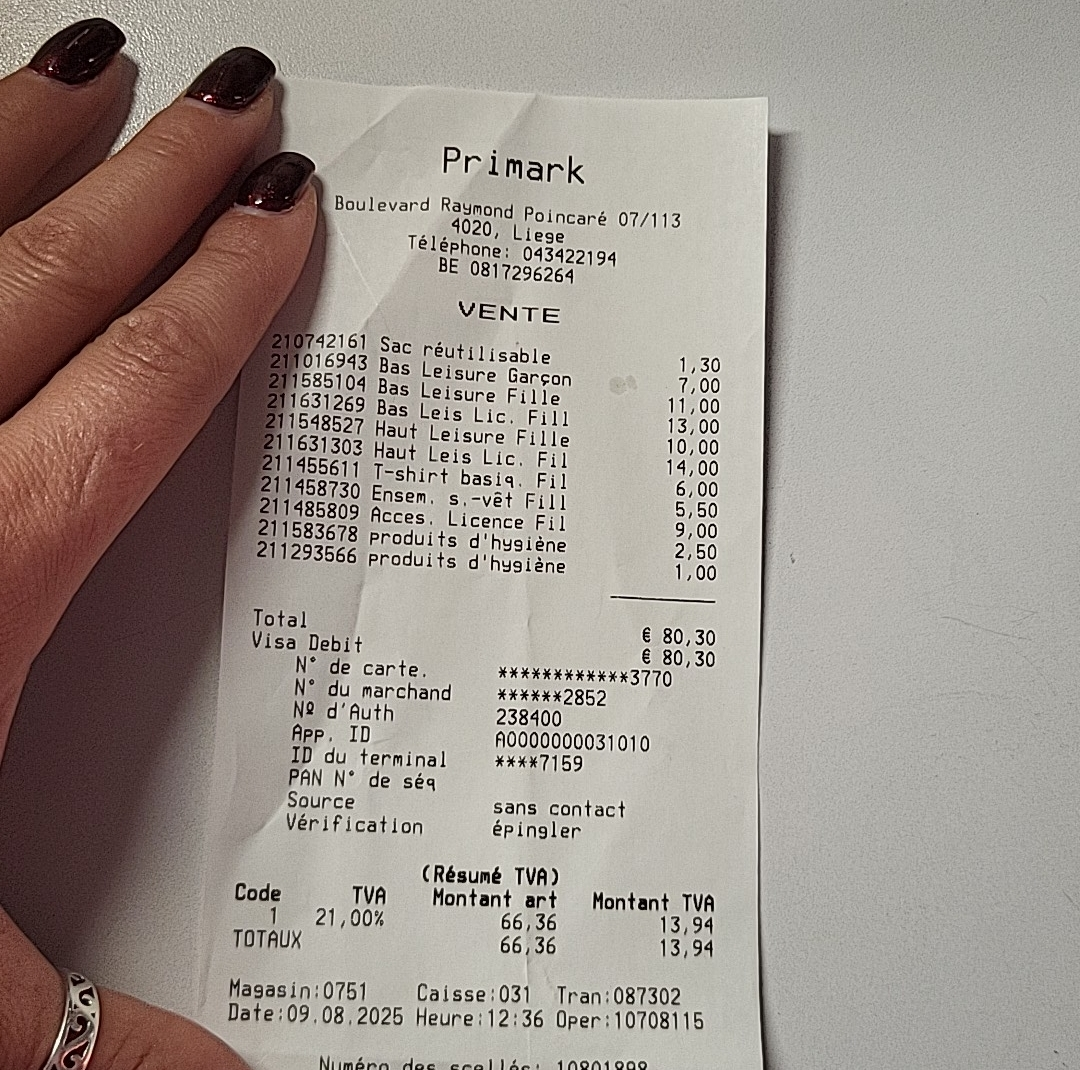 Primark
Boulevard Raymond Poincaré 07/113
4020, Liege
Téléphone: 043422194
BE 0817296264
VENTE
210742161 Sac réutilisable 1,30
211016943 Bas Leisure Garçon 7,00
211585104 Bas Leisure Fille 11,00
211631269 Bas Leis Lic. Fill 13,00
211548527 Haut Leisure Fille 10,00
211631303 Haut Leis Lic. Fil 14,00
211455611 T-shirt basiq. Fil 6,00
211458730 Ensem. s.-vêt Fill 5,50
211485809 Acces. Licence Fil 9,00
211583678 produits d'hygiène 2,50
211293566 produits d'hygiène 1,00
Total € 80,30
Visa Debit € 80,30
N° de carte. ************3770
N° du marchand ******2852
Nº d'Auth 238400
App. ID A0000000031010
ID du terminal ****7159
PAN N° de séq
Source sans contact
Vérification épingler
(Résumé TVA)
Code TVA Montant art Montant TVA
1 21,00% 66,36 13,94
TOTAUX 66,36 13,94
Magasin:0751 Caisse:031 Tran:087302
Date:09.08.2025 Heure:12:36 Oper:10708115
Numéro des scellés: 10801898